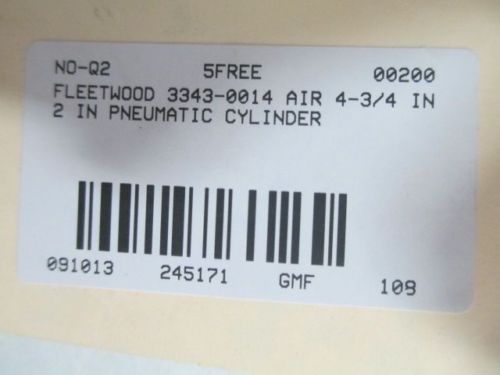 NO-Q2 5FREE 00200
FLEETWOOD 3343-0014 AIR 4-3/4 IN
2 IN PNEUMATIC CYLINDER
091013 245171 GMF 108